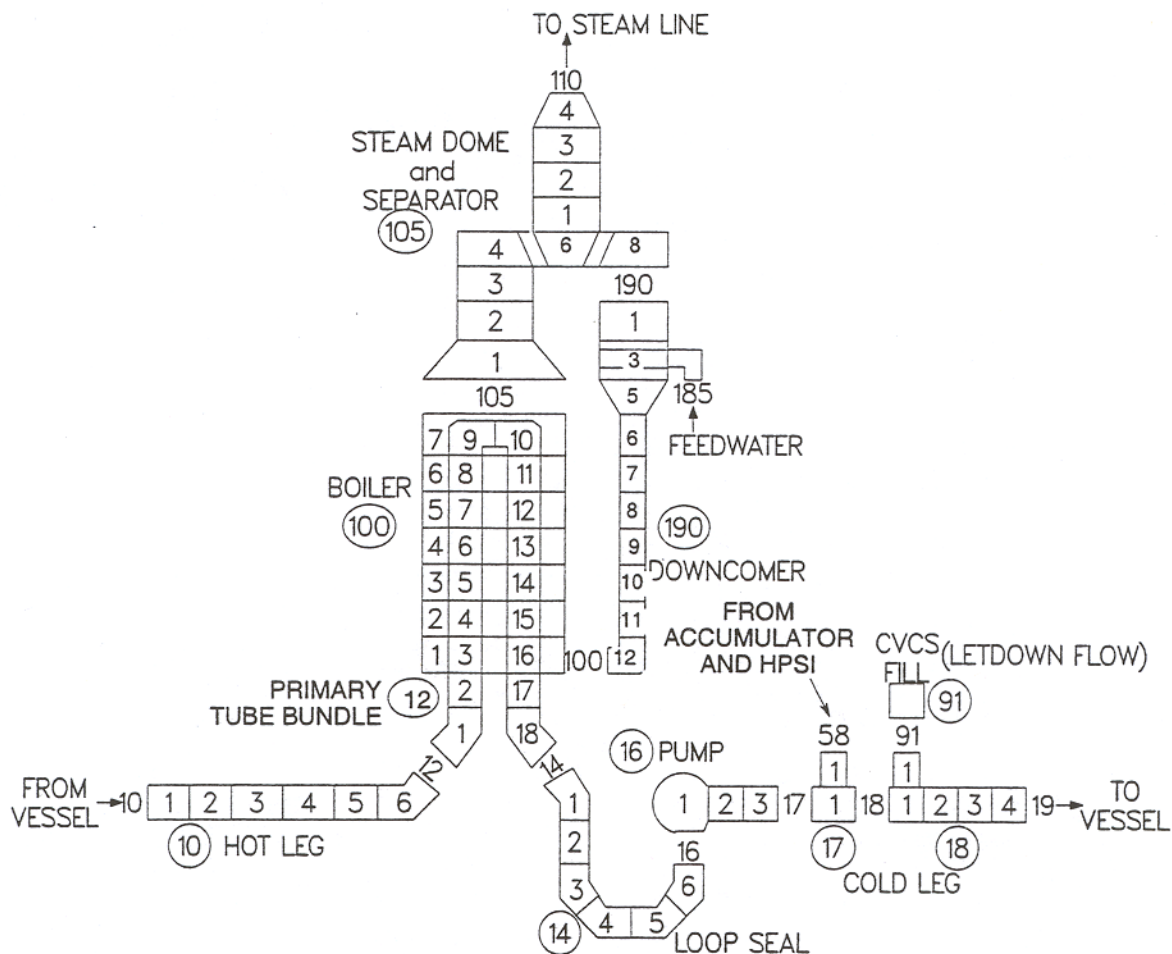 TO STEAM LINE
110
4
3
2
1
STEAM DOME
and
SEPARATOR
105
4
6
8
3
2
1
105
190
1
3
5
185
FEEDWATER
6
7
8
9
10
11
12
190
DOWNCOMER
100
BOILER
100
7 9 10
6 8 11
5 7 12
4 6 13
3 5 14
2 4 15
1 3 16
2 17
1 18
PRIMARY
TUBE BUNDLE
12
12
14
FROM
VESSEL
10
1 2 3 4 5 6
10 HOT LEG
1
2
3
4
5
6
14
LOOP SEAL
16
16 PUMP
1 2 3
17
FROM
ACCUMULATOR
AND HPSI
58
1
1
17
18
CVCS (LETDOWN FLOW)
FILL
91
91
1
1 2 3 4
18
COLD LEG
19
TO
VESSEL